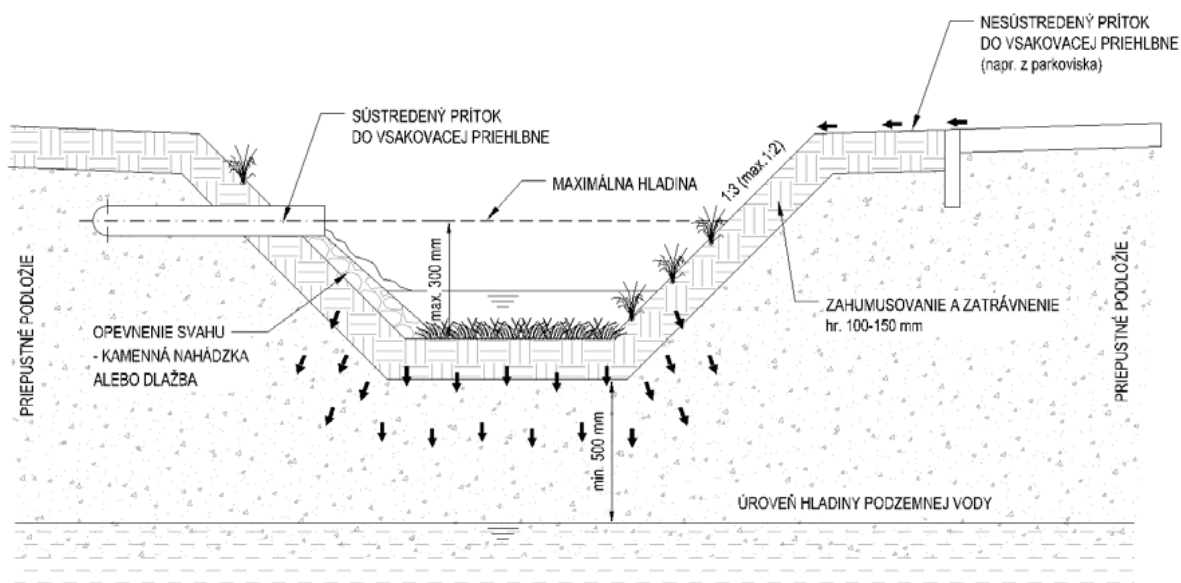 NESÚSTREDENÝ PRÍTOK
DO VSAKOVACEJ PRIEHLBNE
(napr. z parkoviska)
SÚSTREDENÝ PRÍTOK
DO VSAKOVACEJ PRIEHLBNE
MAXIMÁLNA HLADINA
1:3 (max.1:2)
max. 300 mm
ZAHUMUSOVANIE A ZATRÁVNENIE
hr. 100-150 mm
OPEVNENIE SVAHU
- KAMENNÁ NAHÁDZKA
ALEBO DLAŽBA
PRIEPUSTNÉ PODLOŽIE
PRIEPUSTNÉ PODLOŽIE
min. 500 mm
ÚROVEŇ HLADINY PODZEMNEJ VODY